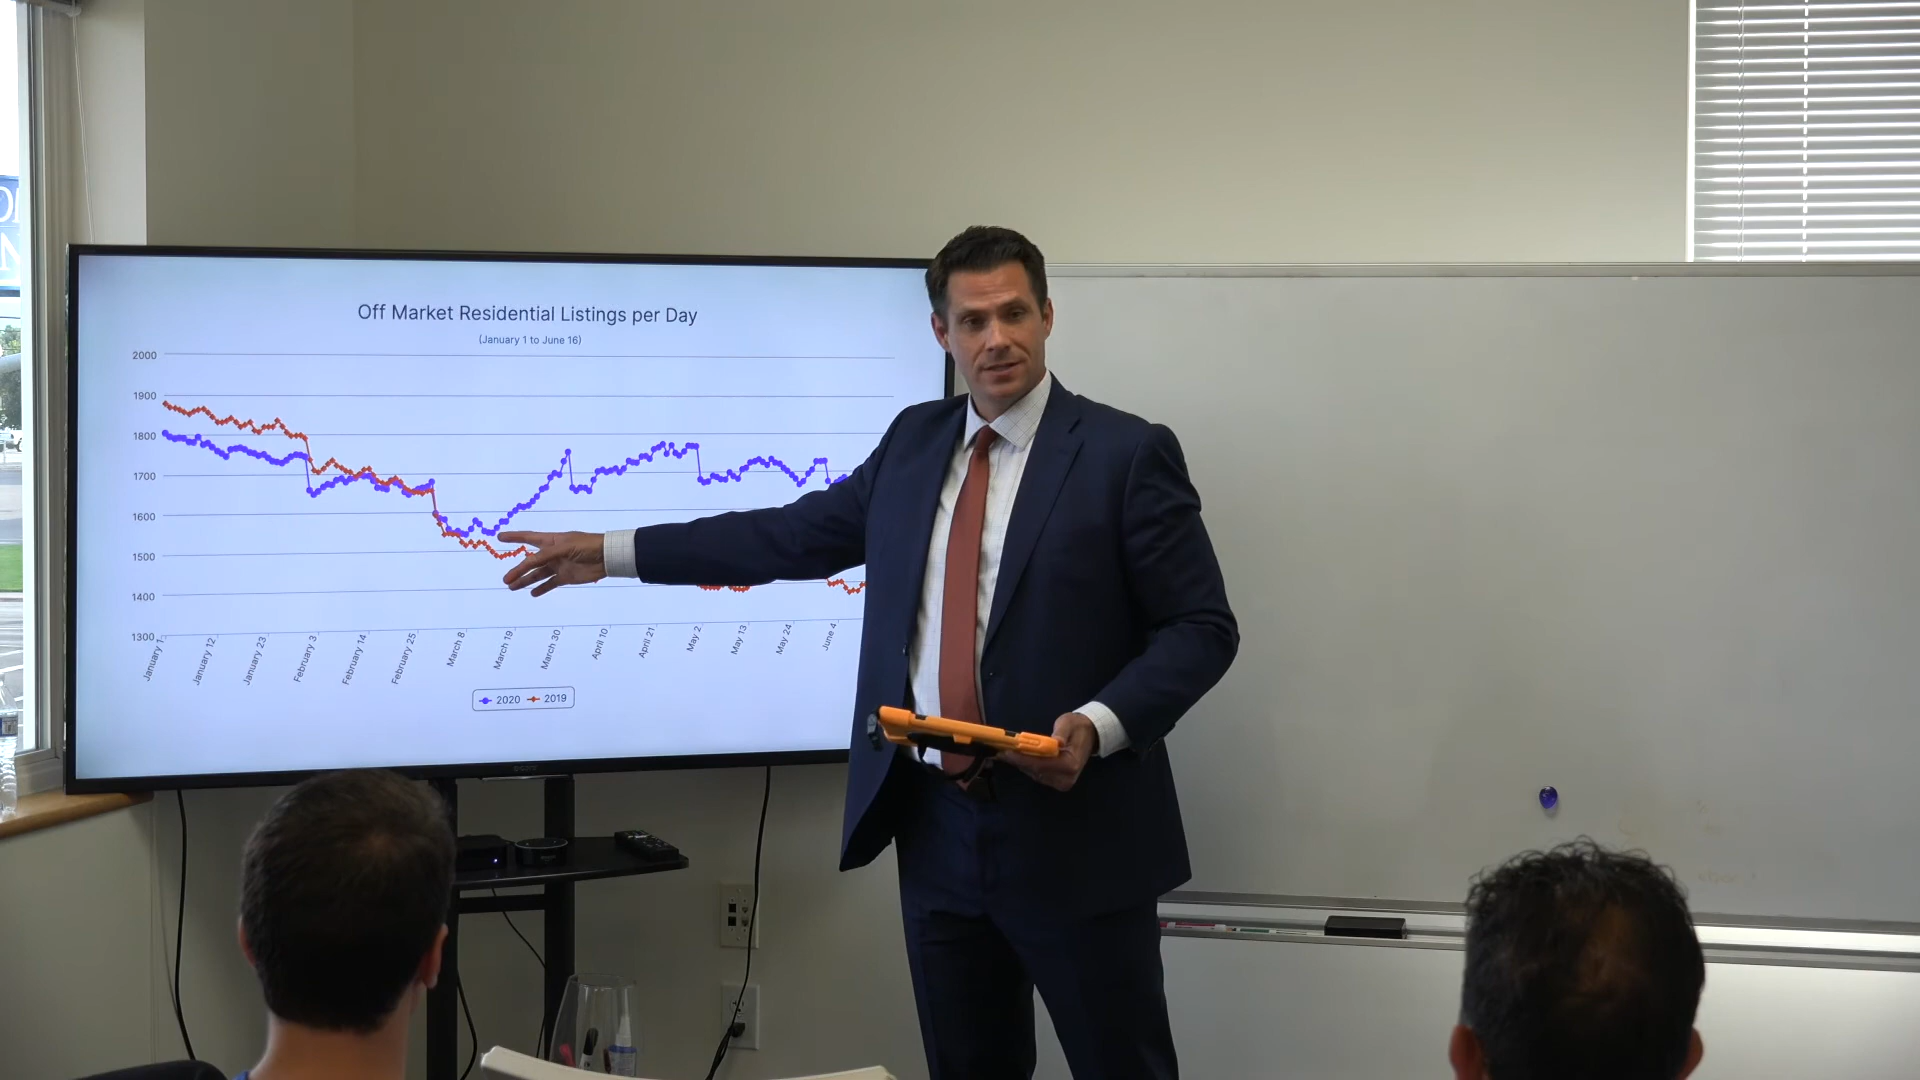 Off Market Residential Listings per Day
(January 1 to June 16)
2000
1900
1800
1700
1600
1500
1400
1300
January 1
January 12
January 23
February 3
February 14
February 25
March 8
March 19
March 30
April 10
April 21
May 2
May 13
May 24
June 4
2020 2019